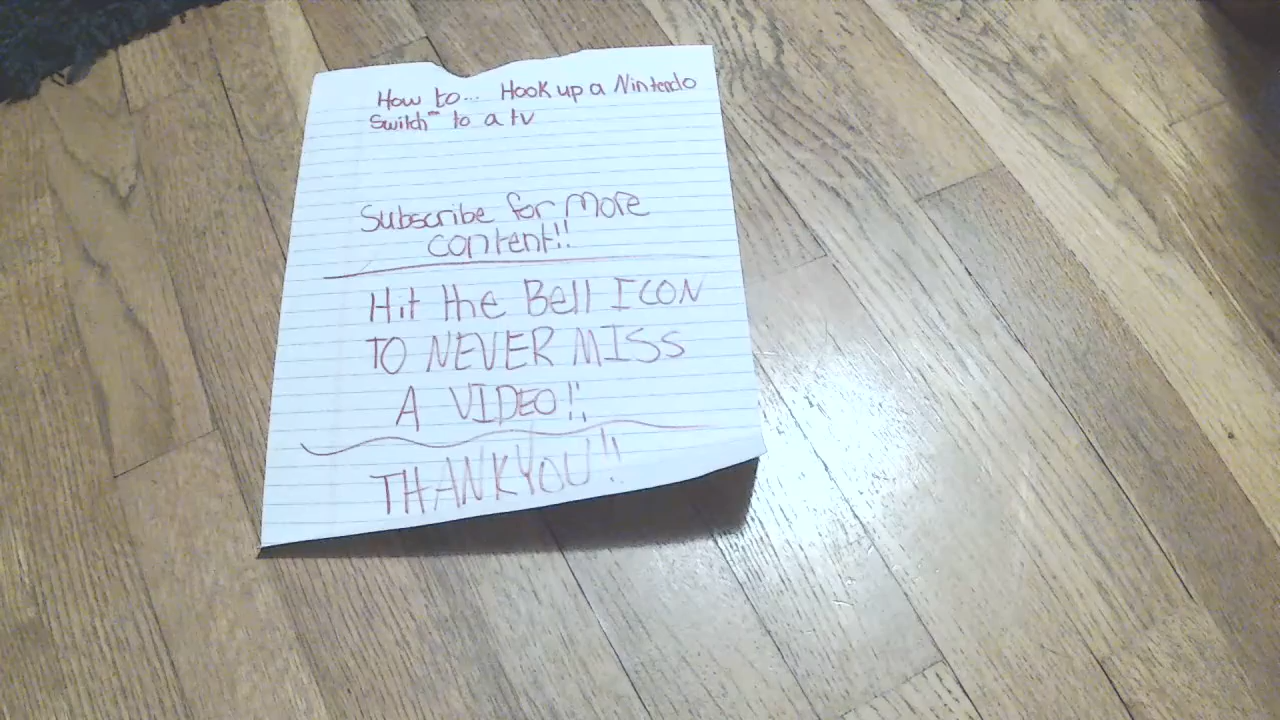 How to... Hook up a Nintendo
Switch™ to a tv
Subscribe for more
content!!
Hit the Bell ICON
TO NEVER MISS
A VIDEO!!
THANKYOU!!